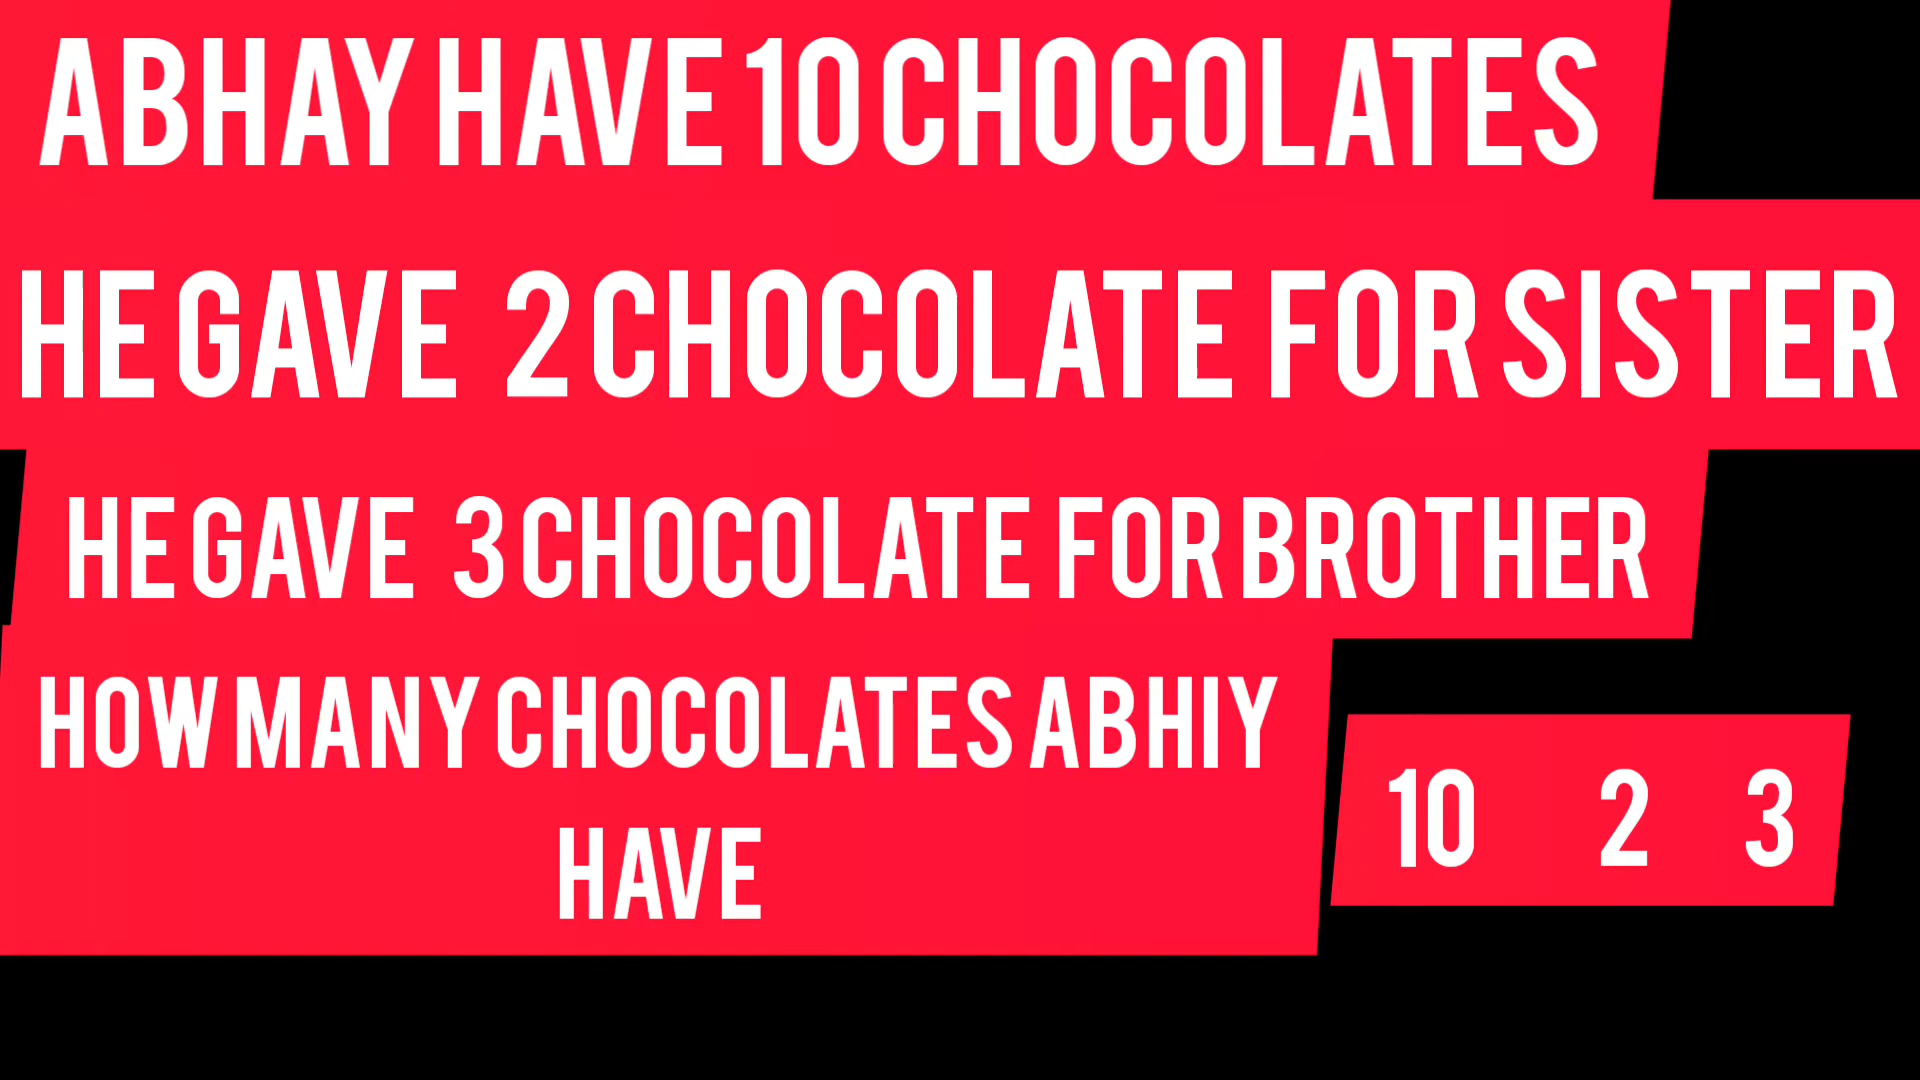 ABHAY HAVE 10 CHOCOLATES
HE GAVE 2 CHOCOLATE FOR SISTER
HE GAVE 3 CHOCOLATE FOR BROTHER
HOW MANY CHOCOLATES ABHIY
HAVE
10 2 3